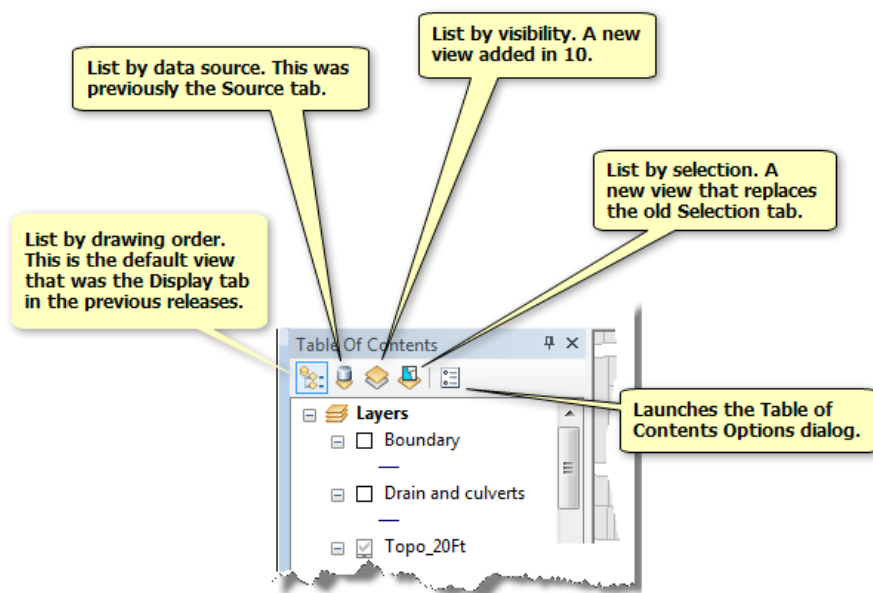 List by visibility. A new
view added in 10.
List by data source. This was
previously the Source tab.
List by selection. A
new view that replaces
the old Selection tab.
List by drawing order.
This is the default view
that was the Display tab
in the previous releases.
Table Of Contents
Launches the Table of
Contents Options dialog.
Layers
Boundary
Drain and culverts
Topo_20Ft